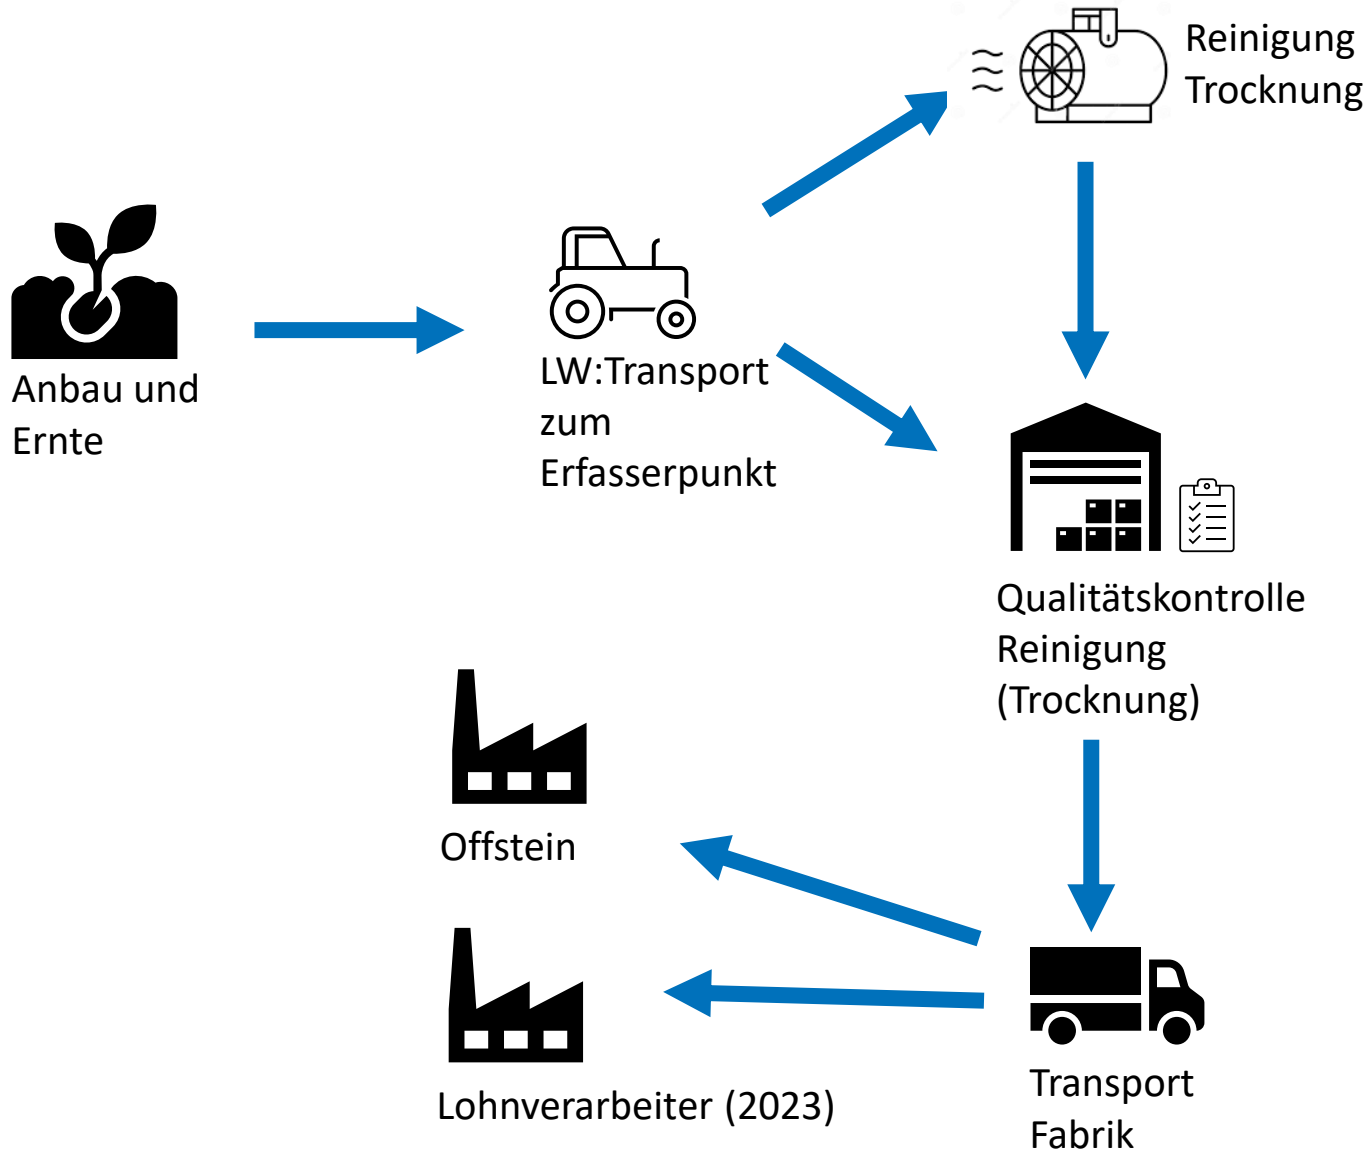 Reinigung
Trocknung
Anbau und
Ernte
LW:Transport
zum
Erfasserpunkt
Qualitätskontrolle
Reinigung
(Trocknung)
Offstein
Lohnverarbeiter (2023)
Transport
Fabrik